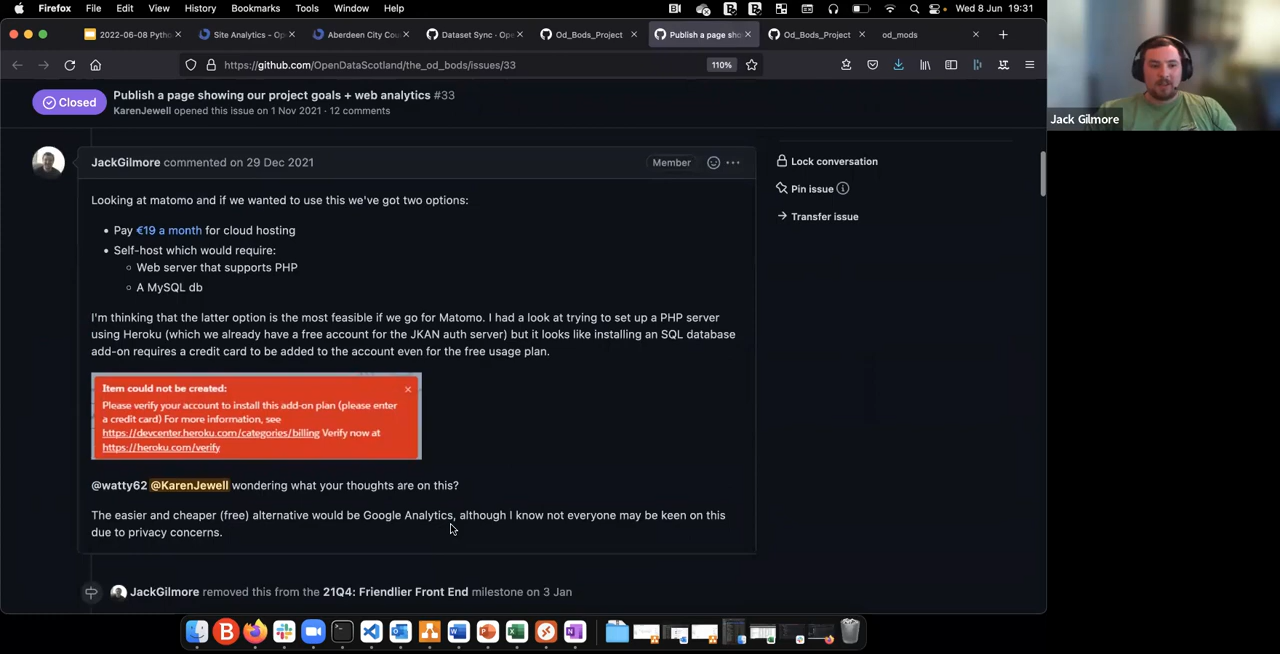 Firefox File Edit View History Bookmarks Tools Window Help Wed 8 Jun 19:31
2022-06-08 Pytho Site Analytics - Ope Aberdeen City Cou Dataset Sync · Ope Od_Bods_Project Publish a page sho Od_Bods_Project od_mods
https://github.com/OpenDataScotland/the_od_bods/issues/33 110%
Closed
Publish a page showing our project goals + web analytics #33
KarenJewell opened this issue on 1 Nov 2021 · 12 comments
Jack Gilmore
JackGilmore commented on 29 Dec 2021 Member
Lock conversation
Pin issue
Transfer issue
Looking at matomo and if we wanted to use this we've got two options:
Pay €19 a month for cloud hosting
Self-host which would require:
Web server that supports PHP
A MySQL db
I'm thinking that the latter option is the most feasible if we go for Matomo. I had a look at trying to set up a PHP server
using Heroku (which we already have a free account for the JKAN auth server) but it looks like installing an SQL database
add-on requires a credit card to be added to the account even for the free usage plan.
Item could not be created:
Please verify your account to install this add-on plan (please enter
a credit card) For more information, see
https://devcenter.heroku.com/categories/billing Verify now at
https://heroku.com/verify
@watty62 @KarenJewell wondering what your thoughts are on this?
The easier and cheaper (free) alternative would be Google Analytics, although I know not everyone may be keen on this
due to privacy concerns.
JackGilmore removed this from the 21Q4: Friendlier Front End milestone on 3 Jan